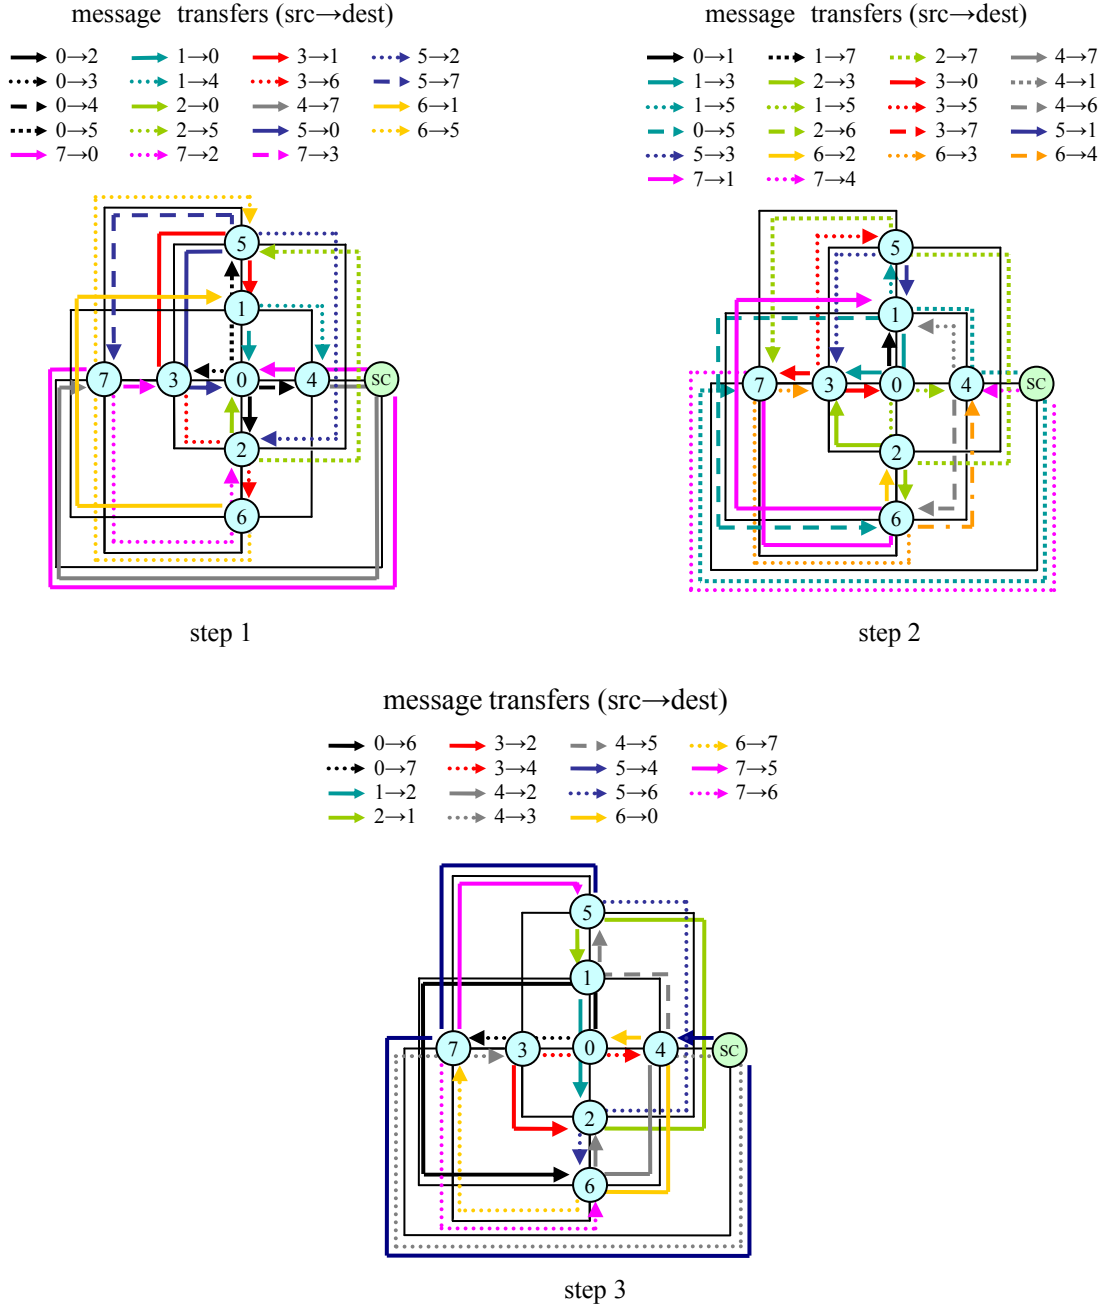 message transfers (src→dest)
0→2 1→0 3→1 5→2
0→3 1→4 3→6 5→7
0→4 2→0 4→7 6→1
0→5 2→5 5→0 6→5
7→0 7→2 7→3
5
1
7 3 0 4 SC
2
6
step 1
message transfers (src→dest)
0→1 1→7 2→7 4→7
1→3 2→3 3→0 4→1
1→5 1→5 3→5 4→6
0→5 2→6 3→7 5→1
5→3 6→2 6→3 6→4
7→1 7→4
5
1
7 3 0 4 SC
2
6
step 2
message transfers (src→dest)
0→6 3→2 4→5 6→7
0→7 3→4 5→4 7→5
1→2 4→2 5→6 7→6
2→1 4→3 6→0
5
1
7 3 0 4 SC
2
6
step 3